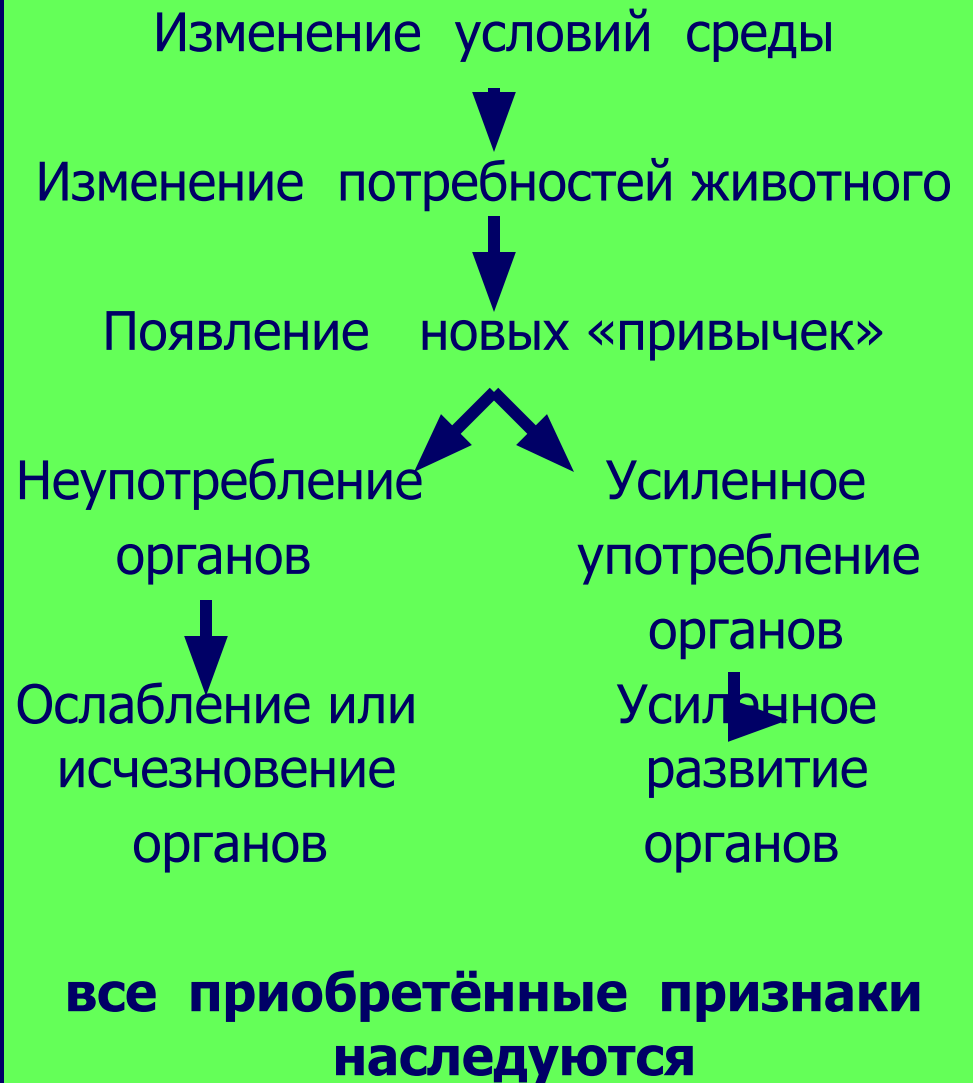 Изменение условий среды
Изменение потребностей животного
Появление новых «привычек»
Неупотребление
органов
Ослабление или
исчезновение
органов
Усиленное
употребление
органов
Усиленное
развитие
органов
все приобретённые признаки
наследуются